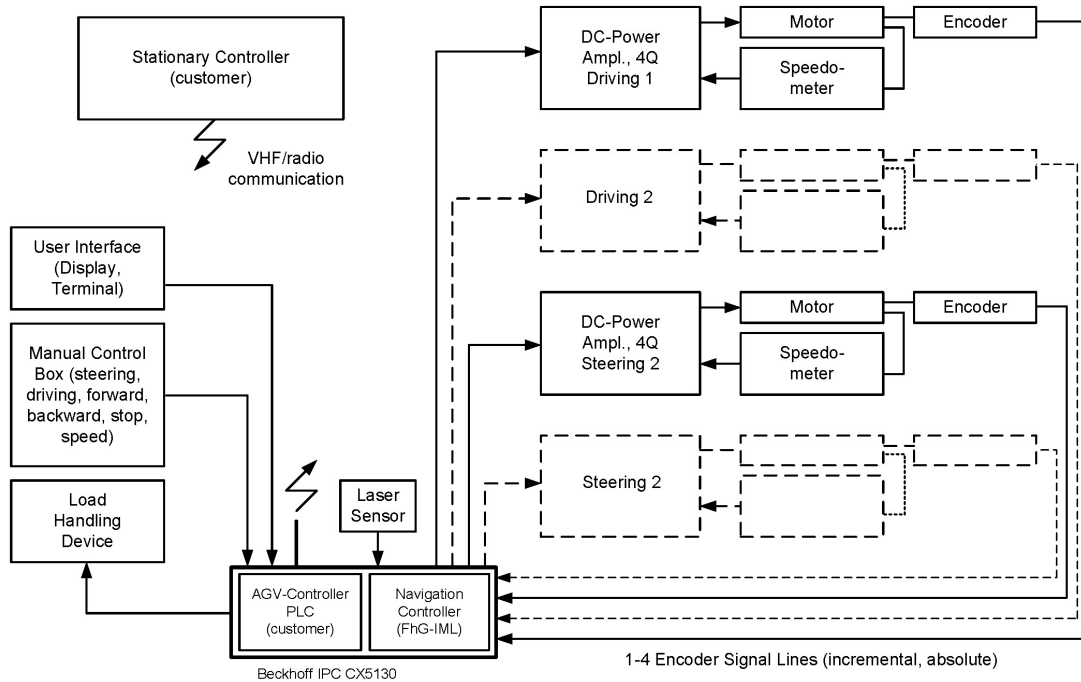 Stationary Controller
(customer)
VHF/radio
communication
DC-Power
Ampl., 4Q
Driving 1
Motor
Encoder
Speedo-
meter
Driving 2
User Interface
(Display,
Terminal)
Manual Control
Box (steering,
driving, forward,
backward, stop,
speed)
Load
Handling
Device
DC-Power
Ampl., 4Q
Steering 2
Motor
Encoder
Speedo-
meter
Steering 2
Laser
Sensor
AGV-Controller
PLC
(customer)
Navigation
Controller
(FhG-IML)
Beckhoff IPC CX5130
1-4 Encoder Signal Lines (incremental, absolute)